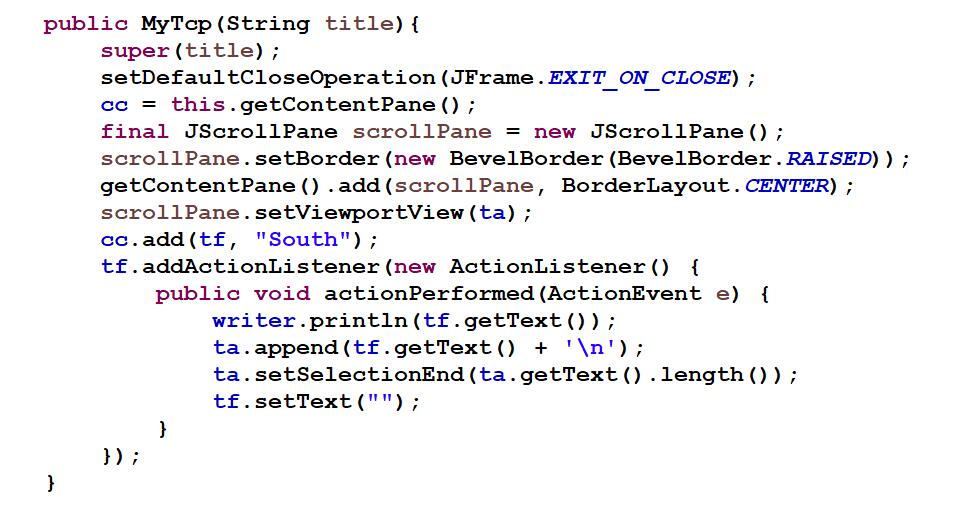 public MyTcp(String title){
    super(title);
    setDefaultCloseOperation(JFrame.EXIT_ON_CLOSE);
    cc = this.getContentPane();
    final JScrollPane scrollPane = new JScrollPane();
    scrollPane.setBorder(new BevelBorder(BevelBorder.RAISED));
    getContentPane().add(scrollPane, BorderLayout.CENTER);
    scrollPane.setViewportView(ta);
    cc.add(tf, "South");
    tf.addActionListener(new ActionListener() {
        public void actionPerformed(ActionEvent e) {
            writer.println(tf.getText());
            ta.append(tf.getText() + '\n');
            ta.setSelectionEnd(ta.getText().length());
            tf.setText("");
        }
    });
}